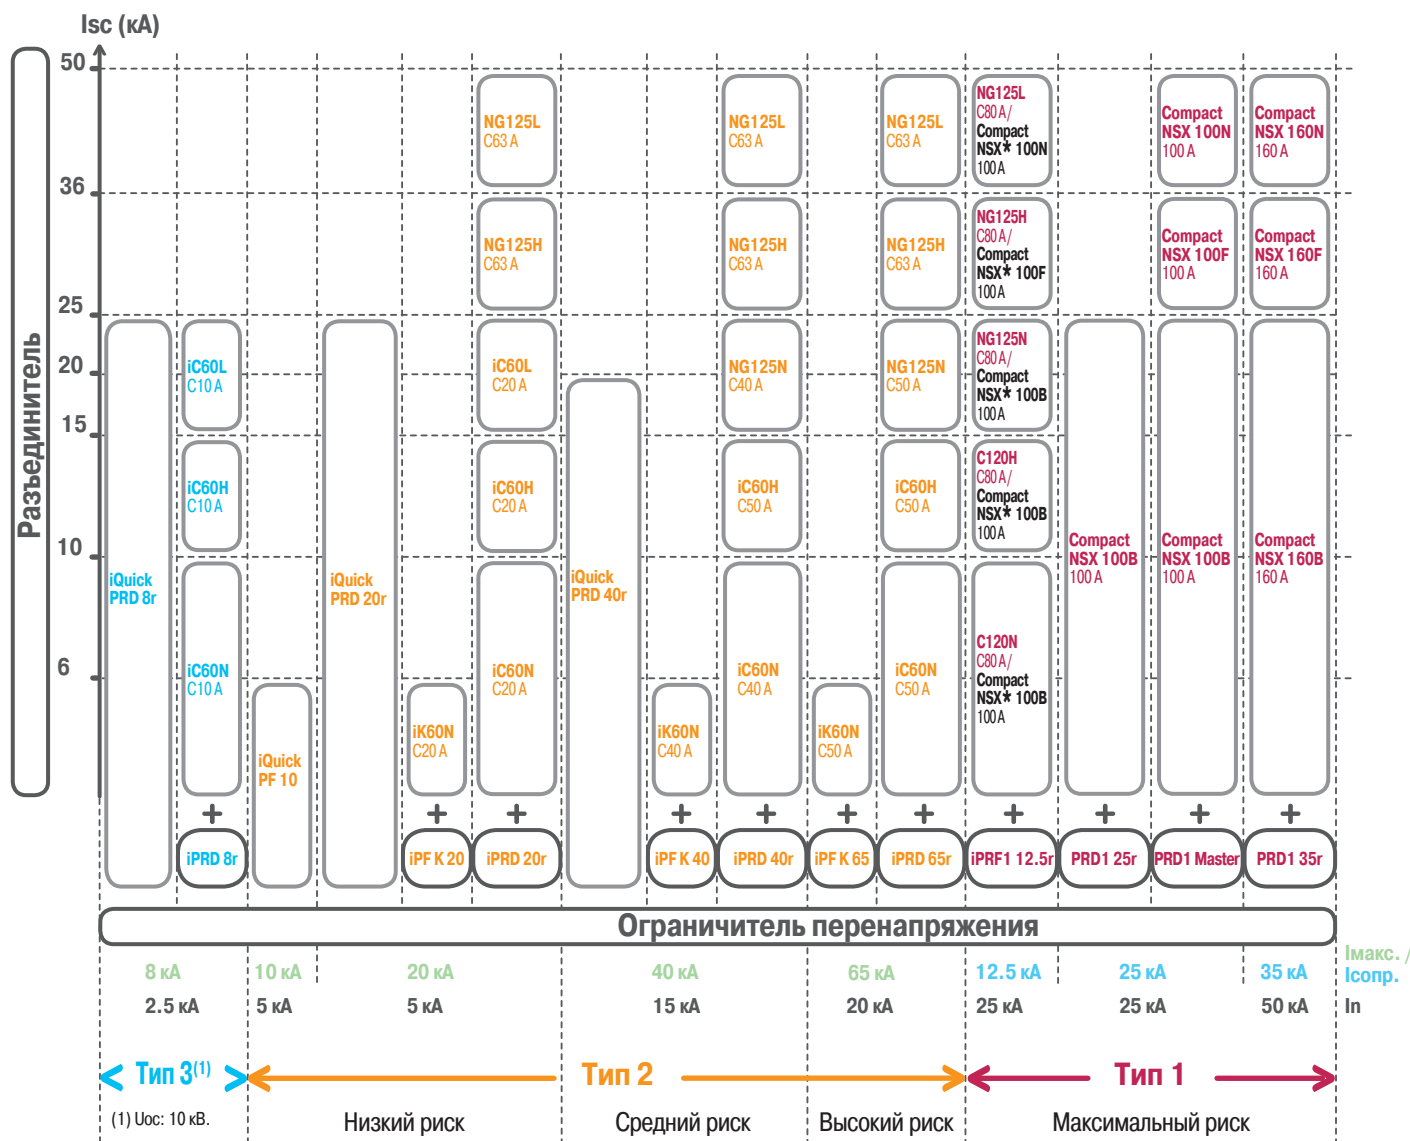 Isc (кА)
50
36
25
20
15
10
6
Разъединитель
iQuick
PRD 8r
iC60L
C10 A
iC60H
C10 A
iC60N
C10 A
+
iPRD 8r
iQuick
PF 10
iQuick
PRD 20r
iK60N
C20 A
+
iPF K 20
NG125L
C63 A
NG125H
C63 A
iC60L
C20 A
iC60H
C20 A
iC60N
C20 A
+
iPRD 20r
iQuick
PRD 40r
iK60N
C40 A
+
iPF K 40
NG125L
C63 A
NG125H
C63 A
NG125N
C40 A
iC60H
C50 A
iC60N
C40 A
+
iPRD 40r
iK60N
C50 A
+
iPF K 65
NG125L
C63 A
NG125H
C63 A
NG125N
C50 A
iC60H
C50 A
iC60N
C50 A
+
iPRD 65r
NG125L
C80 A/
Compact
NSX* 100N
100 A
NG125H
C80 A/
Compact
NSX* 100F
100 A
NG125N
C80 A/
Compact
NSX* 100B
100 A
C120H
C80 A/
Compact
NSX* 100B
100 A
C120N
C80 A/
Compact
NSX* 100B
100 A
+
iPRF1 12.5r
Compact
NSX 100B
100 A
+
PRD1 25r
Compact
NSX 100N
100 A
Compact
NSX 100F
100 A
Compact
NSX 100B
100 A
+
PRD1 Master
Compact
NSX 160N
160 A
Compact
NSX 160F
160 A
Compact
NSX 160B
160 A
+
PRD1 35r
Ограничитель перенапряжения
8 кА 10 кА 20 кА 40 кА 65 кА 12.5 кА 25 кА 35 кА
Iмакс. /
Iсопр.
2.5 кА 5 кА 5 кА 15 кА 20 кА 25 кА 25 кА 50 кА In
Тип 3(1) Тип 2 Тип 1
(1) Uoc: 10 кВ. Низкий риск Средний риск Высокий риск Максимальный риск